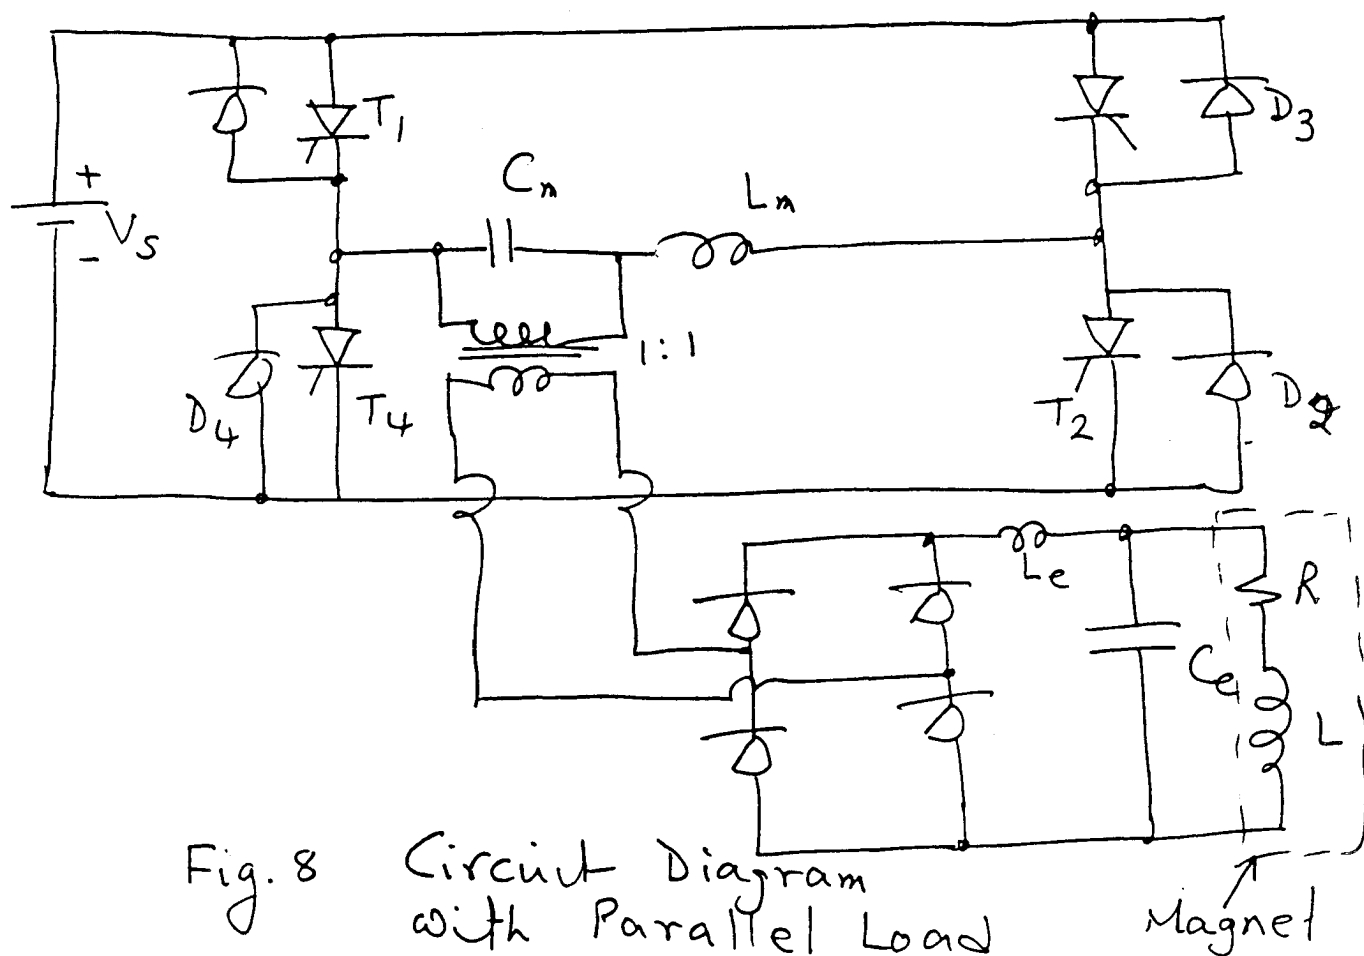 T1
D3
+
Vs
-
Cn
Lm
1:1
D4
T4
T2
D2
Le
R
Ce
L
Fig. 8 Circuit Diagram
with Parallel Load
Magnet